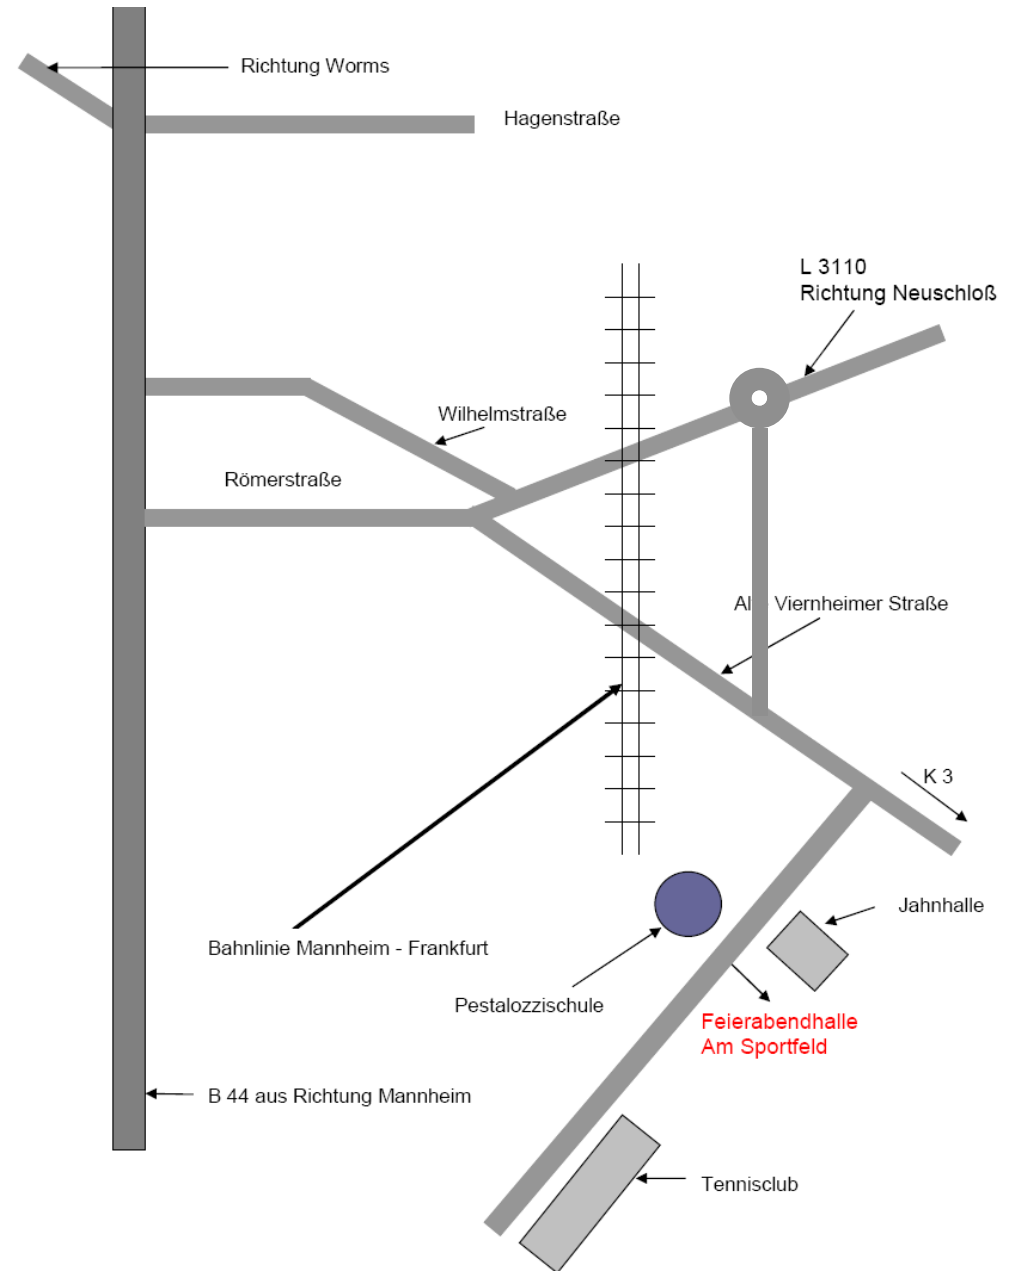 Richtung Worms
Hagenstraße
L 3110
Richtung Neuschloß
Wilhelmstraße
Römerstraße
Viernheimer Straße
K 3
Jahnhalle
Bahnlinie Mannheim - Frankfurt
Pestalozzischule
Feierabendhalle
Am Sportfeld
B 44 aus Richtung Mannheim
Tennisclub